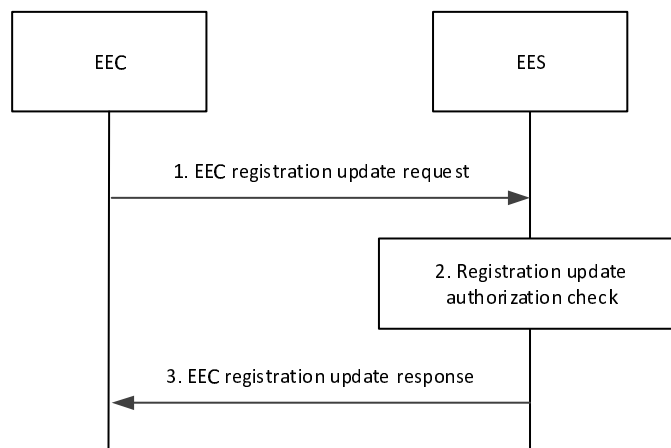 EEC
EES
1. EEC registration update request
2. Registration update
authorization check
3. EEC registration update response